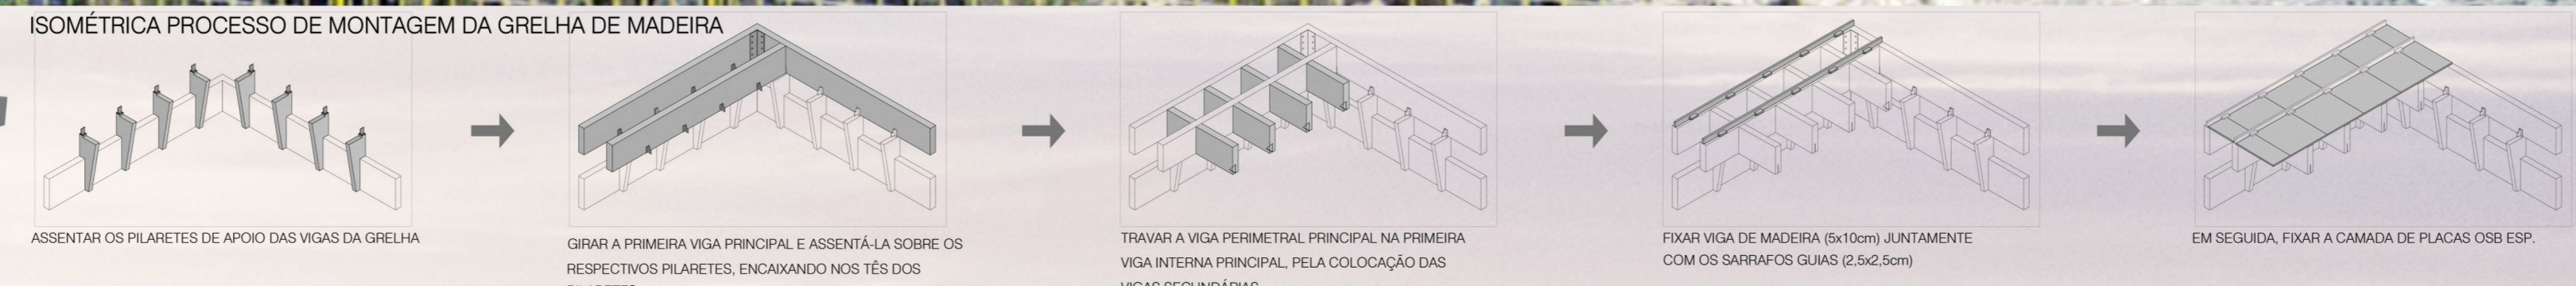 ISOMÉTRICA PROCESSO DE MONTAGEM DA GRELHA DE MADEIRA
ASSENTAR OS PILARETES DE APOIO DAS VIGAS DA GRELHA
GIRAR A PRIMEIRA VIGA PRINCIPAL E ASSENTÁ-LA SOBRE OS
RESPECTIVOS PILARETES, ENCAIXANDO NOS TÊS DOS
TRAVAR A VIGA PERIMETRAL PRINCIPAL NA PRIMEIRA
VIGA INTERNA PRINCIPAL, PELA COLOCAÇÃO DAS
VIGAS SECUNDÁRIAS
FIXAR VIGA DE MADEIRA (5x10cm) JUNTAMENTE
COM OS SARRAFOS GUIAS (2,5x2,5cm)
EM SEGUIDA, FIXAR A CAMADA DE PLACAS OSB ESP.